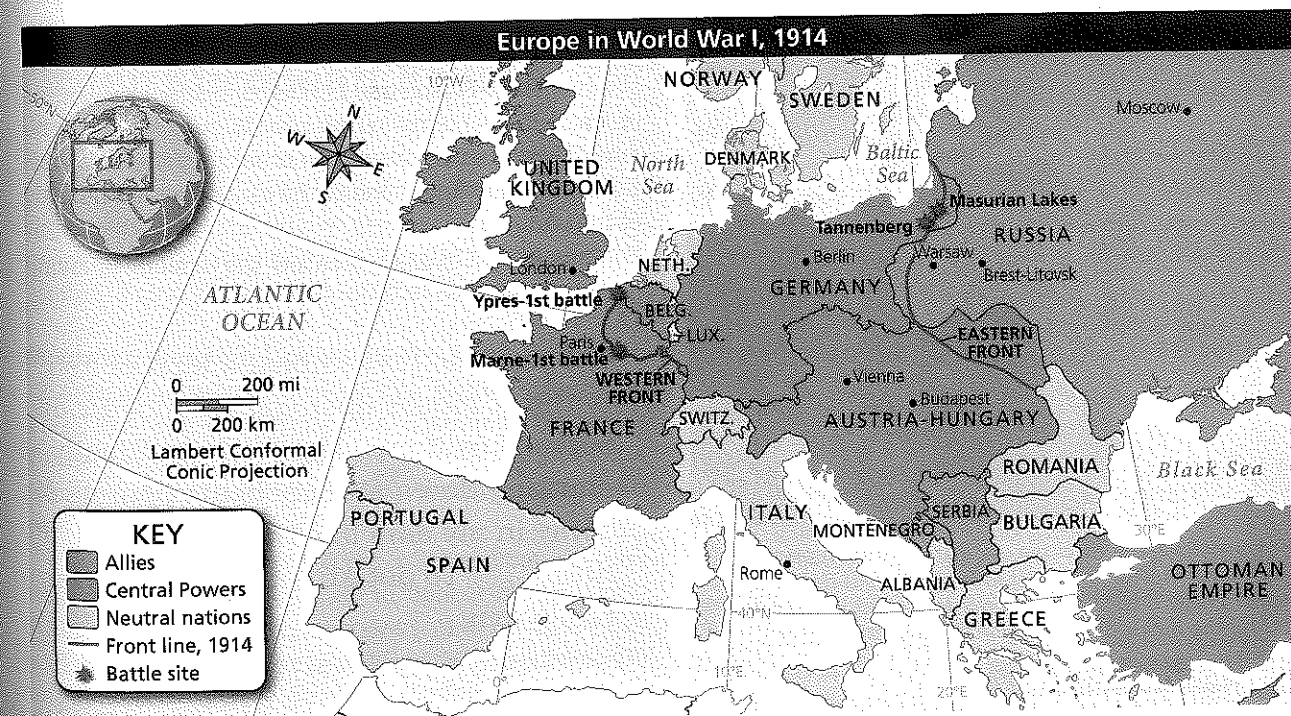 Europe in World War I, 1914
50°N
10°W
N
W
E
S
NORWAY
SWEDEN
Moscow
UNITED
KINGDOM
North
Sea
DENMARK
Baltic
Sea
Masurian Lakes
Tannenberg
RUSSIA
London
NETH.
Berlin
Warsaw
Brest-Litovsk
GERMANY
ATLANTIC
OCEAN
Ypres-1st battle
BELG.
LUX.
EASTERN
FRONT
Paris
Marne-1st battle
WESTERN
FRONT
Vienna
Budapest
0 200 mi
0 200 km
Lambert Conformal
Conic Projection
FRANCE
SWITZ.
AUSTRIA-HUNGARY
ROMANIA
Black Sea
PORTUGAL
SPAIN
ITALY
MONTENEGRO
SERBIA
BULGARIA
30°E
KEY
Allies
Central Powers
Neutral nations
Front line, 1914
Battle site
Rome
ALBANIA
OTTOMAN
EMPIRE
40°N
GREECE
0°
10°E
20°E